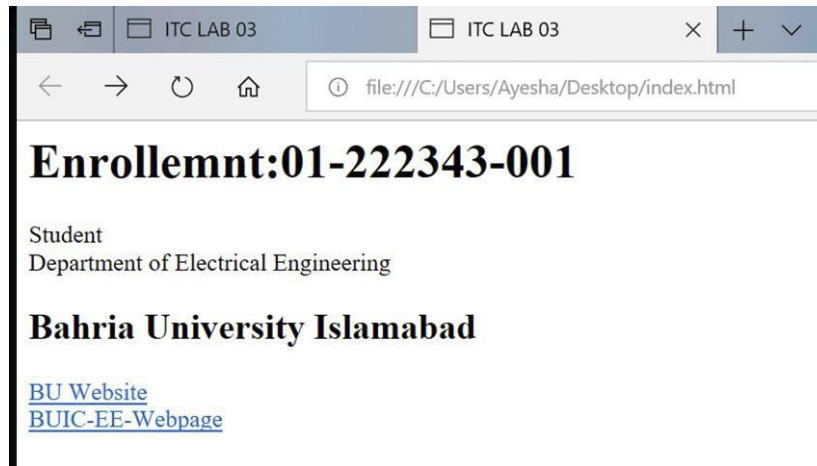 ITC LAB 03
ITC LAB 03
file:///C:/Users/Ayesha/Desktop/index.html
Enrollemnt:01-222343-001
Student
Department of Electrical Engineering
Bahria University Islamabad
BU Website
BUIC-EE-Webpage